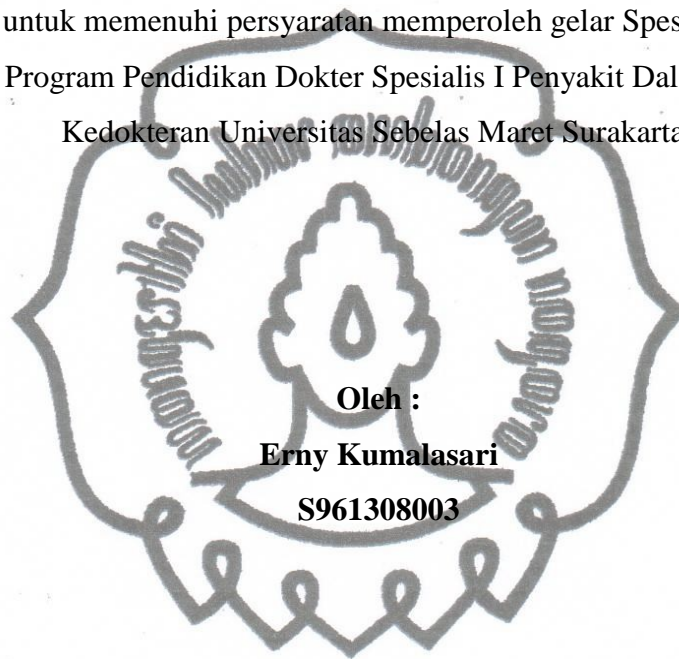 untuk memenuhi persyaratan memperoleh gelar Spes
Program Pendidikan Dokter Spesialis I Penyakit Dal
Kedokteran Universitas Sebelas Maret Surakarta
Oleh :
Erny Kumalasari
S961308003